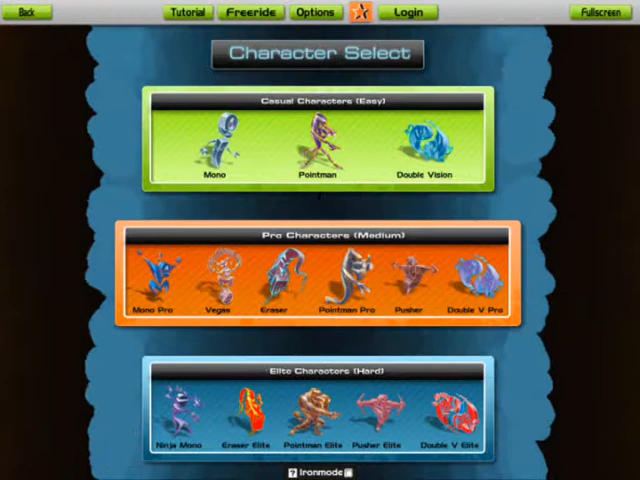 Back Tutorial Freeride Options Login Fullscreen
Character Select
Casual Characters (Easy)
Mono Pointman Double Vision
Pro Characters (Medium)
Mono Pro Vegas Eraser Pointman Pro Pusher Double V Pro
Elite Characters (Hard)
Ninja Mono Eraser Elite Pointman Elite Pusher Elite Double V Elite
? Ironmode